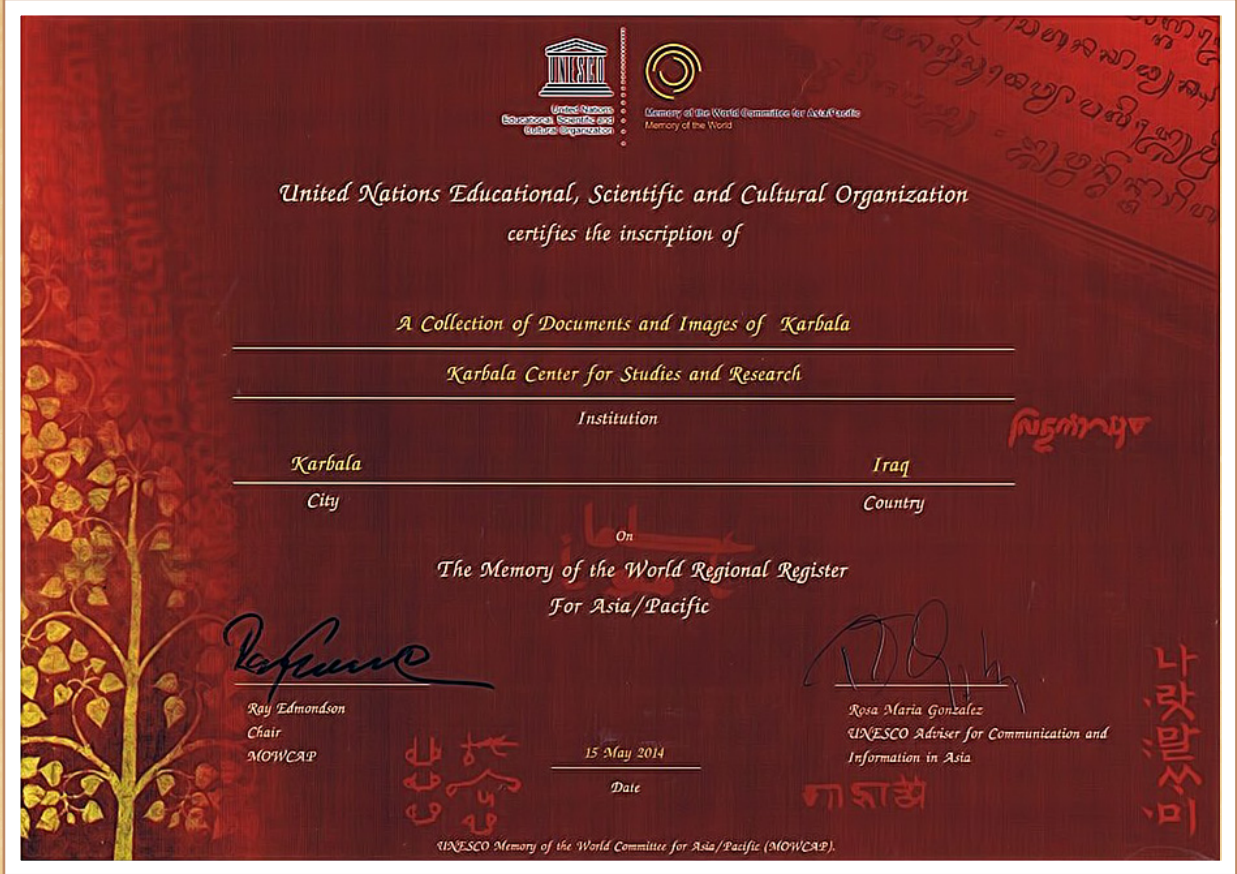 UNESCO
United Nations
Educational, Scientific and
Cultural Organization
Memory of the World Committee for Asia/Pacific
Memory of the World
United Nations Educational, Scientific and Cultural Organization
certifies the inscription of
A Collection of Documents and Images of Karbala
Karbala Center for Studies and Research
Institution
Karbala
Iraq
City
Country
On
The Memory of the World Regional Register
For Asia/Pacific
Ray Edmondson
Chair
MOWCAP
Rosa Maria Gonzalez
UNESCO Adviser for Communication and
Information in Asia
15 May 2014
Date
나랏말ᄊᆞ미
UNESCO Memory of the World Committee for Asia/Pacific (MOWCAP).